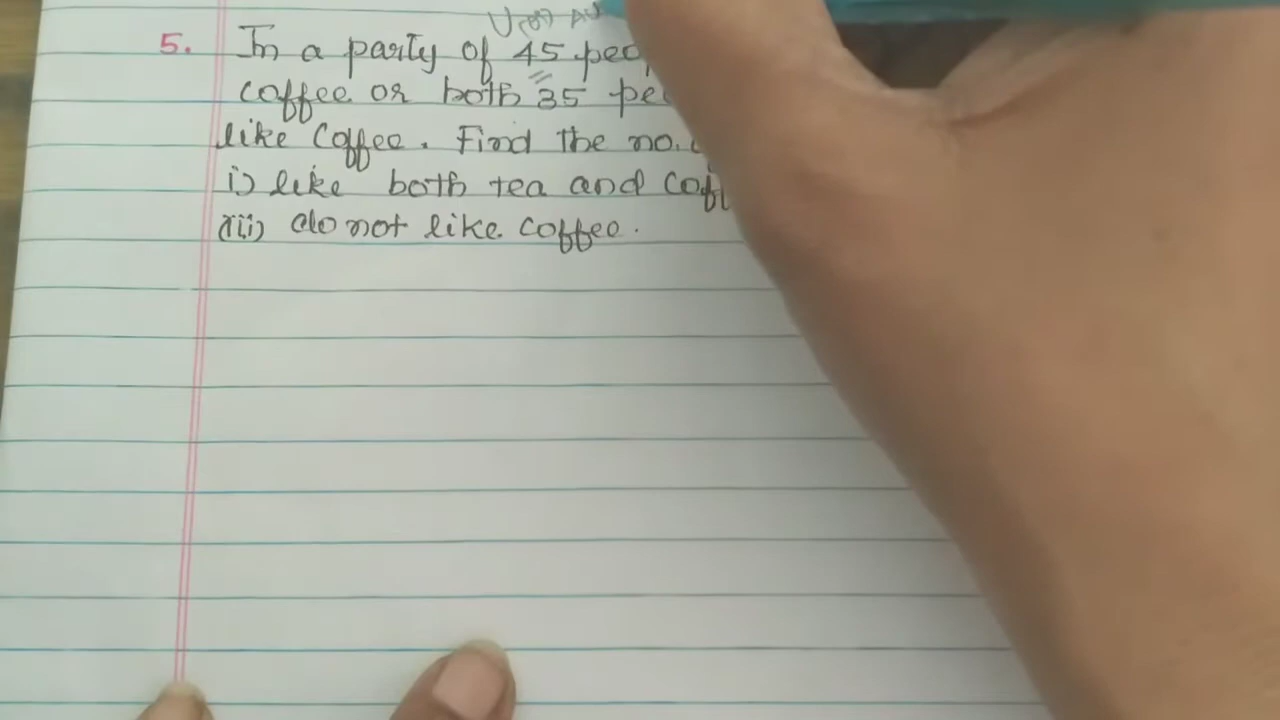 5. In a party of 45
coffee or both 35
like Coffee. Find the no.
i) like both tea and
(iii) do not like coffee.